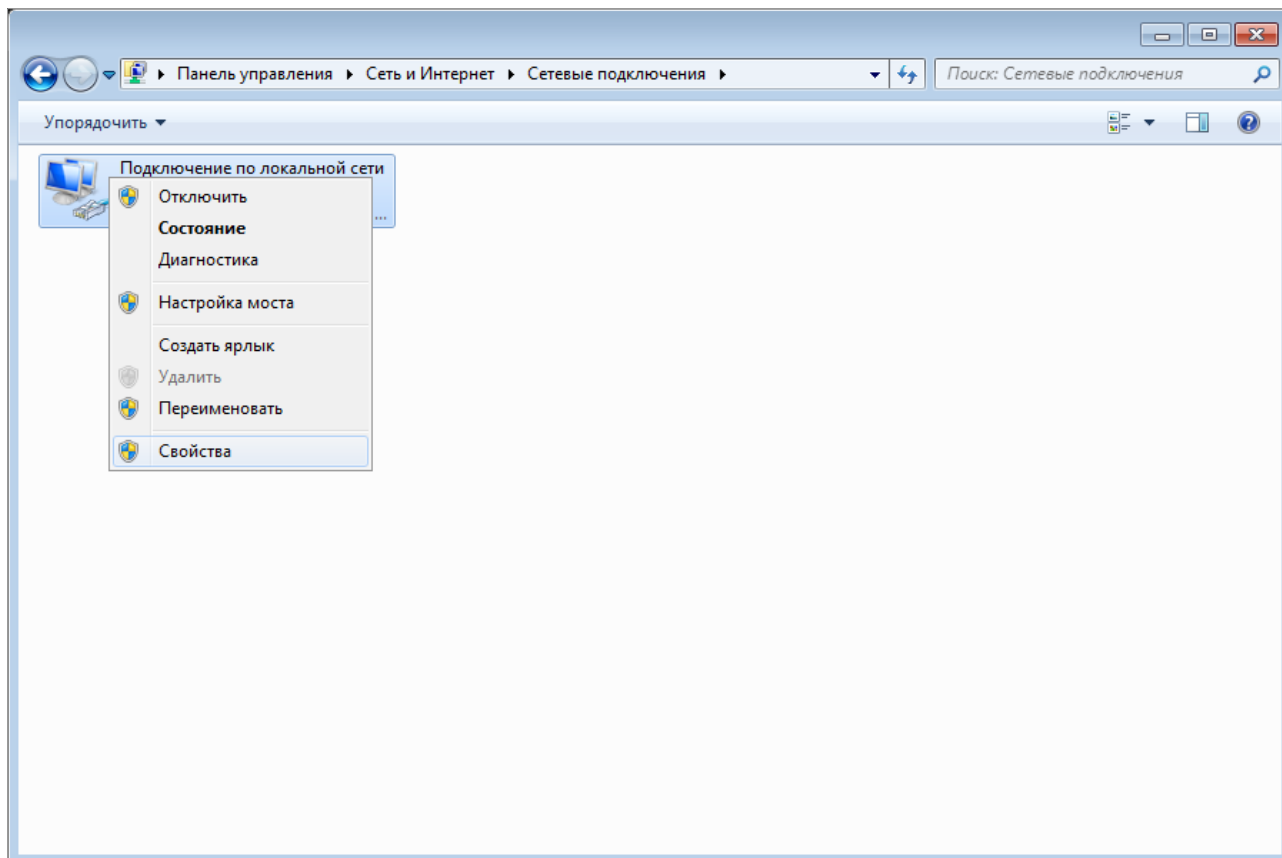 Панель управления Сеть и Интернет Сетевые подключения Поиск: Сетевые подключения
Упорядочить
Подключение по локальной сети
...
Отключить
Состояние
Диагностика
Настройка моста
Создать ярлык
Удалить
Переименовать
Свойства